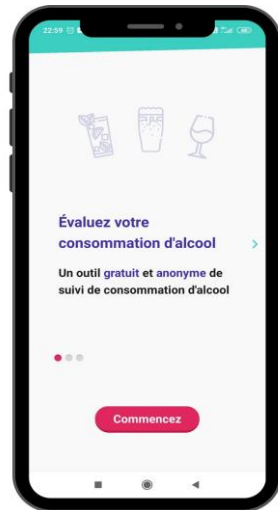 22:59
Évaluez votre
consommation d'alcool
Un outil gratuit et anonyme de
suivi de consommation d'alcool
Commencez